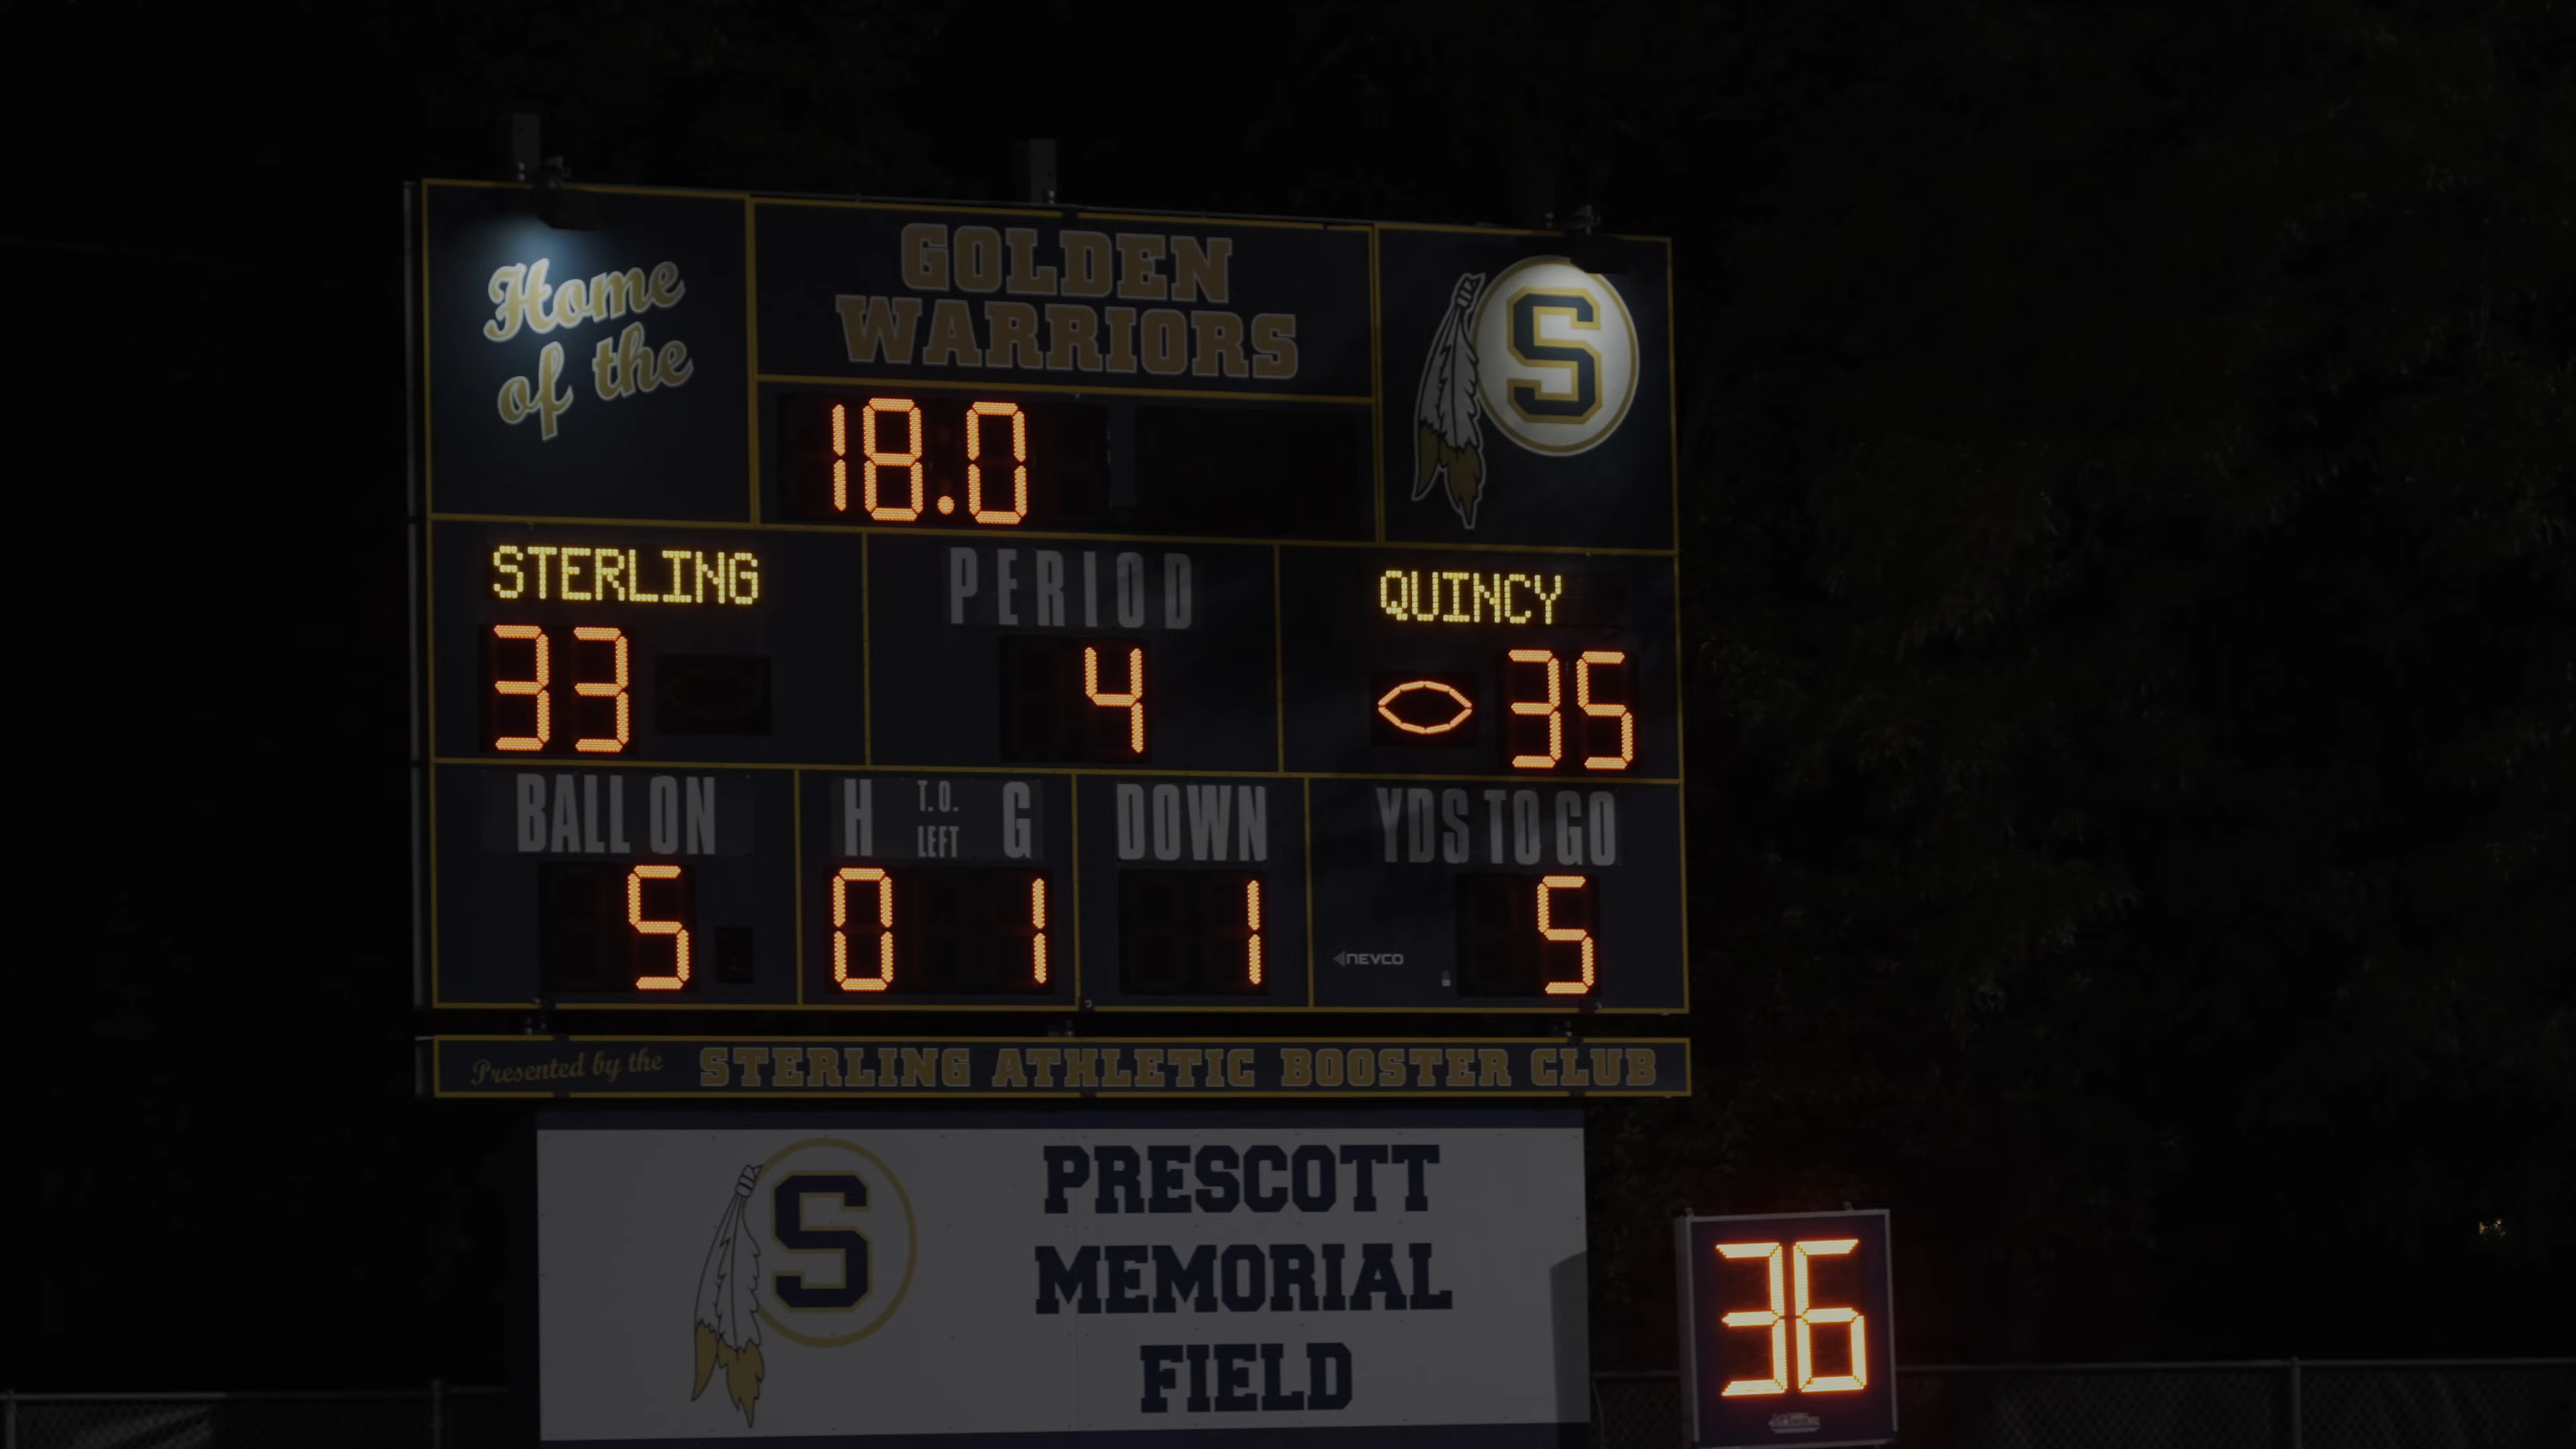 Home
of the
GOLDEN
WARRIORS
S
18.0
STERLING
PERIOD
QUINCY
33
4
35
BALL ON
H T.O. LEFT G
DOWN
YDS TO GO
5
0
1
1
5
NEVCO
Presented by the STERLING ATHLETIC BOOSTER CLUB
S
PRESCOTT
MEMORIAL
FIELD
36